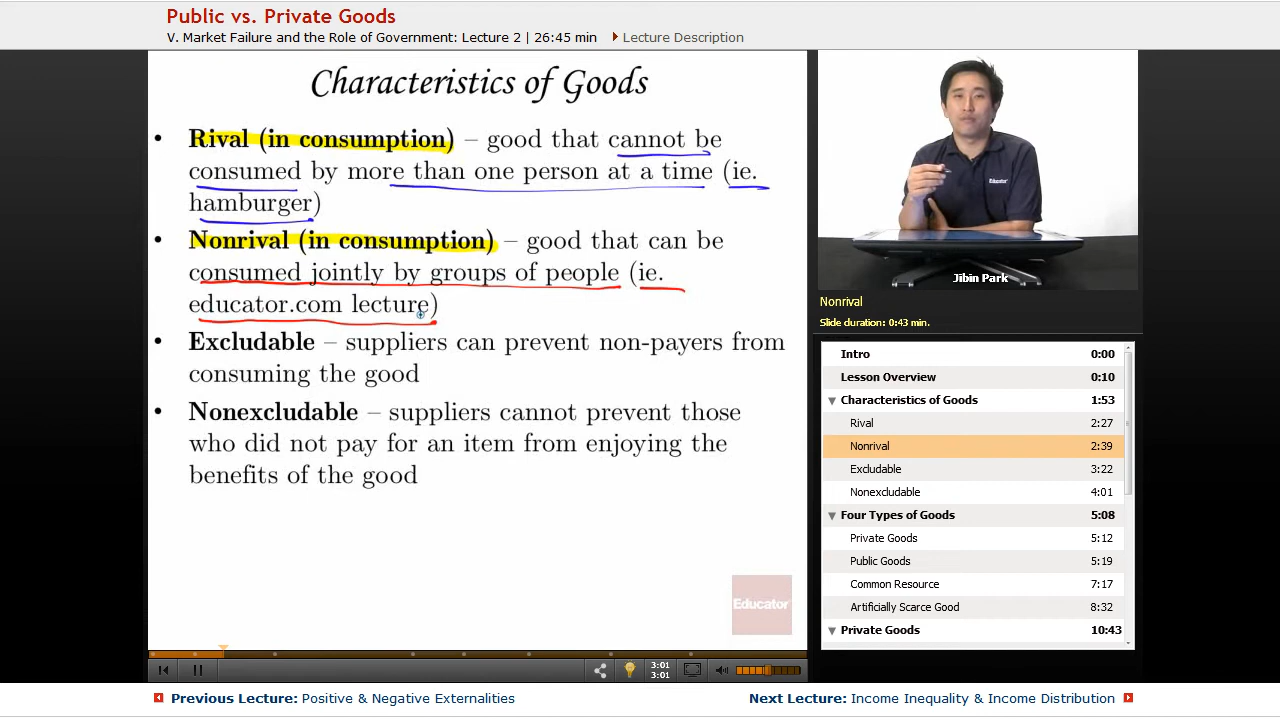 Public vs. Private Goods
V. Market Failure and the Role of Government: Lecture 2 | 26:45 min
Lecture Description
Characteristics of Goods
• Rival (in consumption) – good that cannot be
consumed by more than one person at a time (ie.
hamburger)
• Nonrival (in consumption) – good that can be
consumed jointly by groups of people (ie.
educator.com lecture)
• Excludable – suppliers can prevent non-payers from
consuming the good
• Nonexcludable – suppliers cannot prevent those
who did not pay for an item from enjoying the
benefits of the good
Educator
3:01
3:01
Educator
Jibin Park
Nonrival
Slide duration: 0:43 min.
Intro 0:00
Lesson Overview 0:10
Characteristics of Goods 1:53
Rival 2:27
Nonrival 2:39
Excludable 3:22
Nonexcludable 4:01
Four Types of Goods 5:08
Private Goods 5:12
Public Goods 5:19
Common Resource 7:17
Artificially Scarce Good 8:32
Private Goods 10:43
Previous Lecture: Positive & Negative Externalities
Next Lecture: Income Inequality & Income Distribution